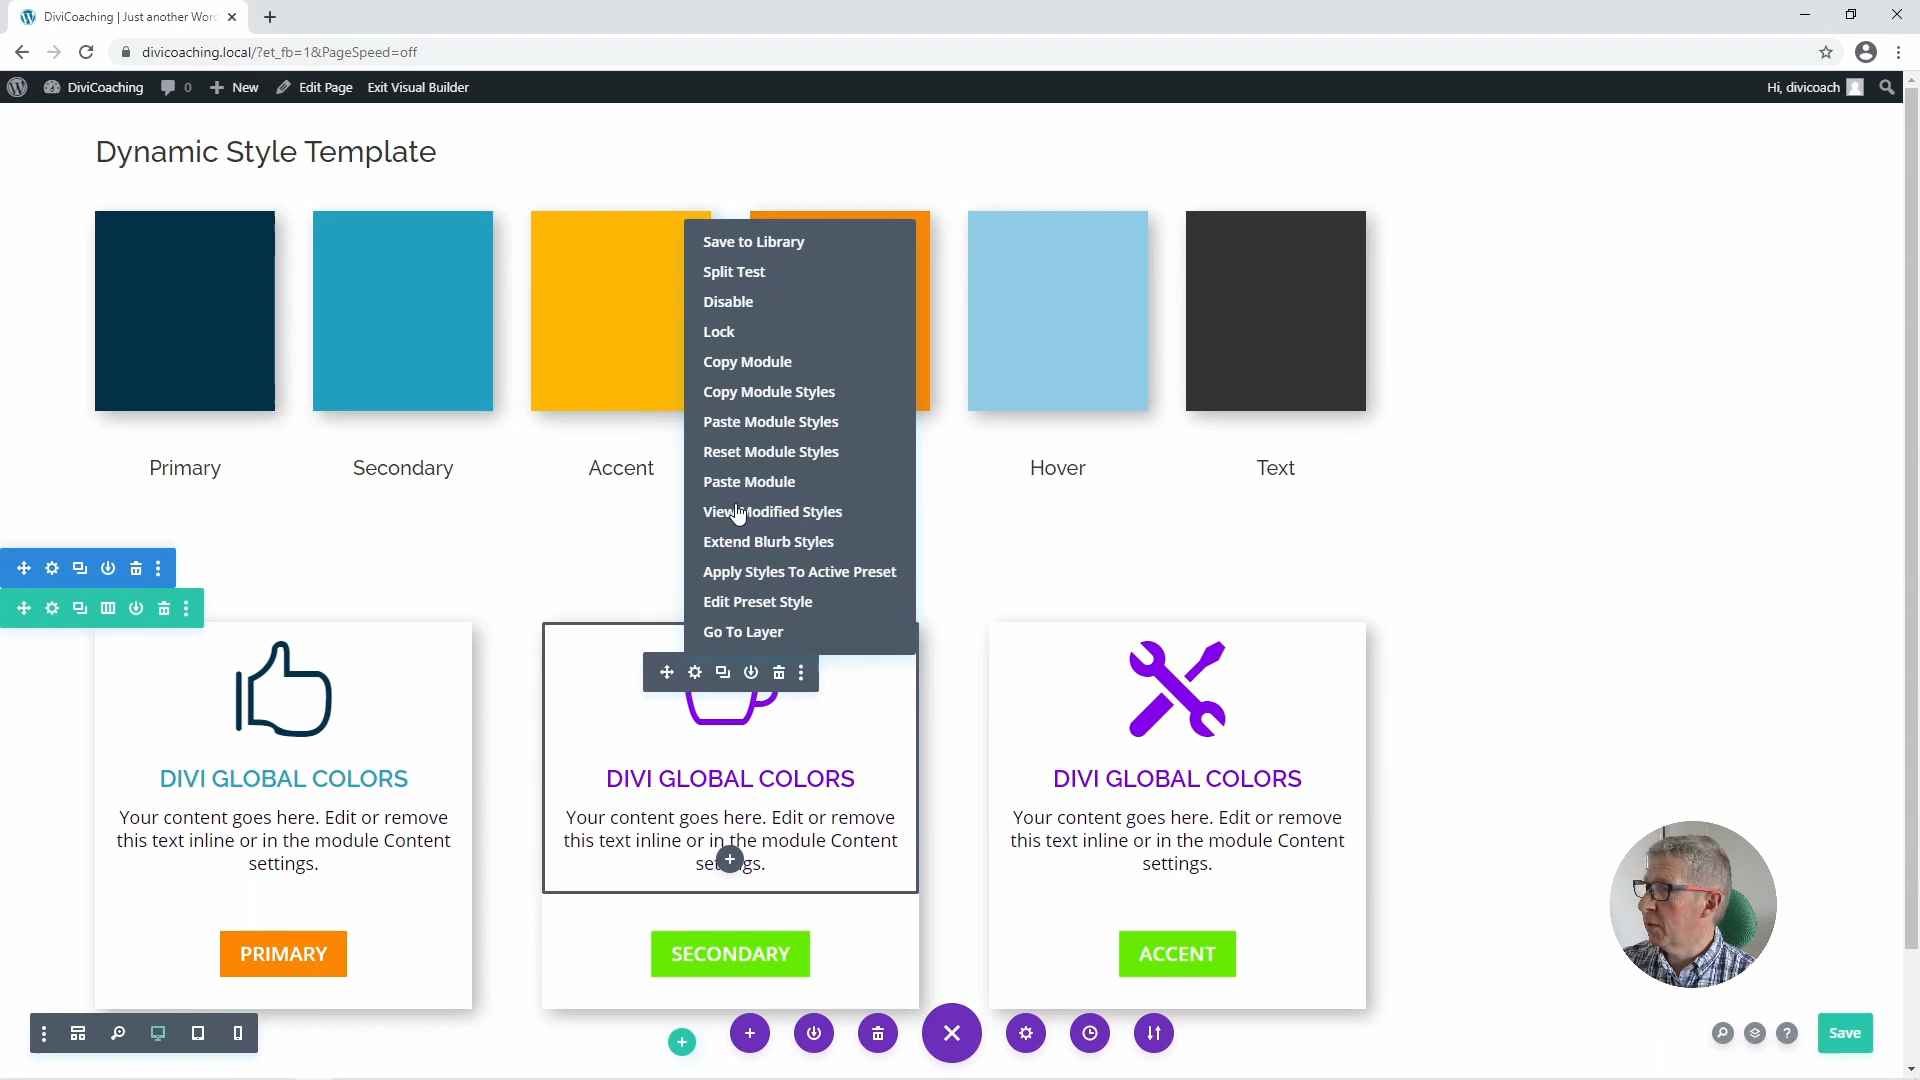 DiviCoaching | Just another Word
divicoaching.local/?et_fb=1&PageSpeed=off
DiviCoaching
0
New
Edit Page
Exit Visual Builder
Hi, divicoach
Dynamic Style Template
Primary
Secondary
Accent
Hover
Text
Save to Library
Split Test
Disable
Lock
Copy Module
Copy Module Styles
Paste Module Styles
Reset Module Styles
Paste Module
View Modified Styles
Extend Blurb Styles
Apply Styles To Active Preset
Edit Preset Style
Go To Layer
DIVI GLOBAL COLORS
Your content goes here. Edit or remove
this text inline or in the module Content
settings.
PRIMARY
DIVI GLOBAL COLORS
Your content goes here. Edit or remove
this text inline or in the module Content
settings.
SECONDARY
DIVI GLOBAL COLORS
Your content goes here. Edit or remove
this text inline or in the module Content
settings.
ACCENT
?
Save